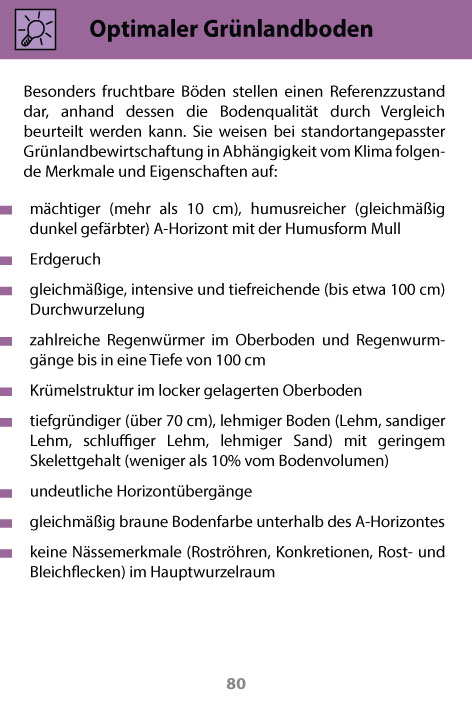 Optimaler Grünlandboden
Besonders fruchtbare Böden stellen einen Referenzzustand
dar, anhand dessen die Bodenqualität durch Vergleich
beurteilt werden kann. Sie weisen bei standortangepasster
Grünlandbewirtschaftung in Abhängigkeit vom Klima folgen-
de Merkmale und Eigenschaften auf:
mächtiger (mehr als 10 cm), humusreicher (gleichmäßig
dunkel gefärbter) A-Horizont mit der Humusform Mull
Erdgeruch
gleichmäßige, intensive und tiefreichende (bis etwa 100 cm)
Durchwurzelung
zahlreiche Regenwürmer im Oberboden und Regenwurm-
gänge bis in eine Tiefe von 100 cm
Krümelstruktur im locker gelagerten Oberboden
tiefgründiger (über 70 cm), lehmiger Boden (Lehm, sandiger
Lehm, schluffiger Lehm, lehmiger Sand) mit geringem
Skelettgehalt (weniger als 10% vom Bodenvolumen)
undeutliche Horizontübergänge
gleichmäßig braune Bodenfarbe unterhalb des A-Horizontes
keine Nässemerkmale (Roströhren, Konkretionen, Rost- und
Bleichflecken) im Hauptwurzelraum
80